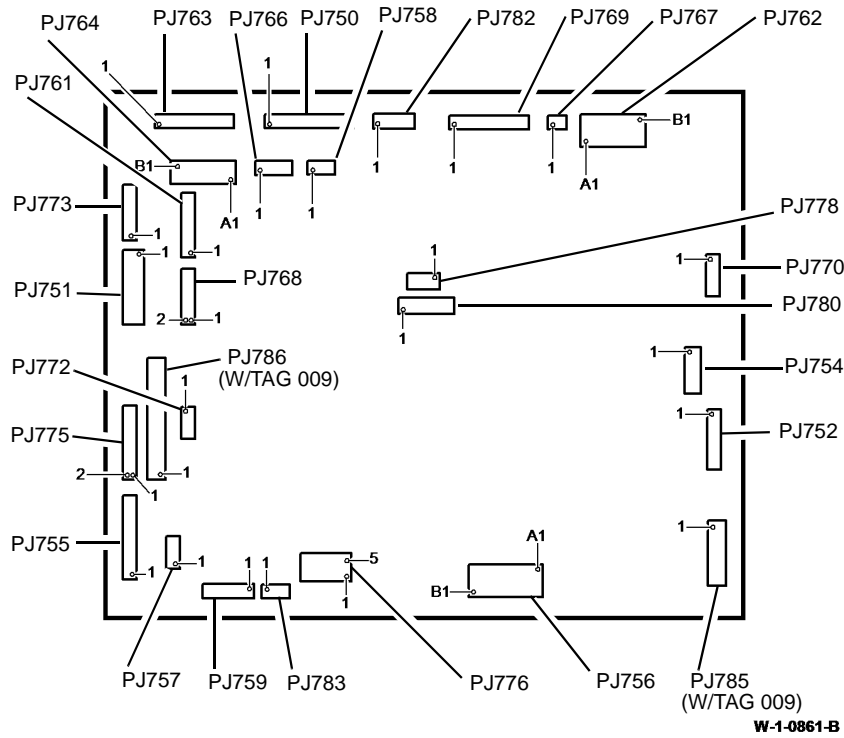 PJ764
PJ763
PJ766
PJ750
PJ758
PJ782
PJ769
PJ767
PJ762
PJ761
1
1
B1
1
1
1
A1
B1
1
1
A1
PJ773
1
1
1
PJ778
1
PJ751
PJ768
1
PJ770
2
1
1
PJ780
PJ772
PJ786
(W/TAG 009)
1
1
PJ754
PJ775
1
PJ752
2
1
1
PJ755
1
1
1
1
1
5
1
A1
B1
1
PJ757
PJ759
PJ783
PJ776
PJ756
PJ785
(W/TAG 009)
W-1-0861-B